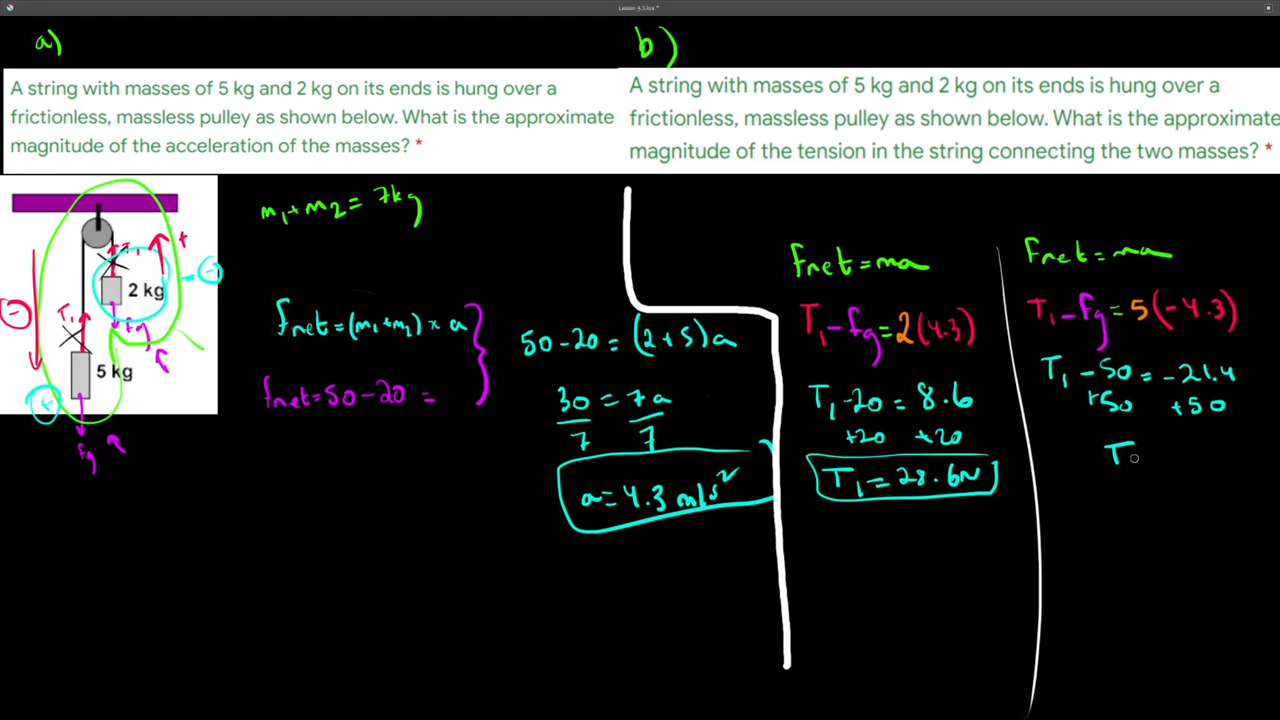 Lesson 4.3.kra *
a)
A string with masses of 5 kg and 2 kg on its ends is hung over a
frictionless, massless pulley as shown below. What is the approximate
magnitude of the acceleration of the masses? *
b)
A string with masses of 5 kg and 2 kg on its ends is hung over a
frictionless, massless pulley as shown below. What is the approximate
magnitude of the tension in the string connecting the two masses? *
+
T1
-
2 kg
Fg
-
T1
5 kg
+
Fg
m1+m2 = 7kg
Fnet = (m1+m2) × a
Fnet = 50-20 =
50-20 = (2+5)a
30 = 7a
7 7
a = 4.3 m/s²
Fnet = ma
T1 - Fg = 2(4.3)
T1 - 20 = 8.6
+20 +20
T1 = 28.6N
Fnet = ma
T1 - Fg = 5(-4.3)
T1 - 50 = -21.4
+50 +50
T